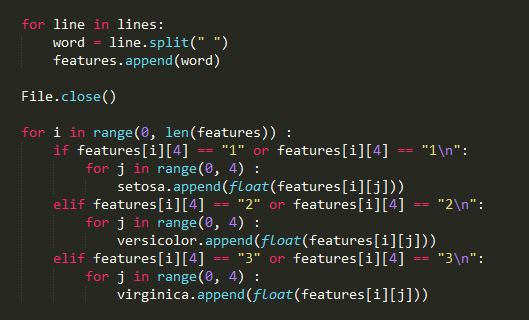 for line in lines:
    word = line.split(" ")
    features.append(word)

File.close()

for i in range(0, len(features)) :
    if features[i][4] == "1" or features[i][4] == "1\n":
        for j in range(0, 4) :
            setosa.append(float(features[i][j]))
    elif features[i][4] == "2" or features[i][4] == "2\n":
        for j in range(0, 4) :
            versicolor.append(float(features[i][j]))
    elif features[i][4] == "3" or features[i][4] == "3\n":
        for j in range(0, 4) :
            virginica.append(float(features[i][j]))